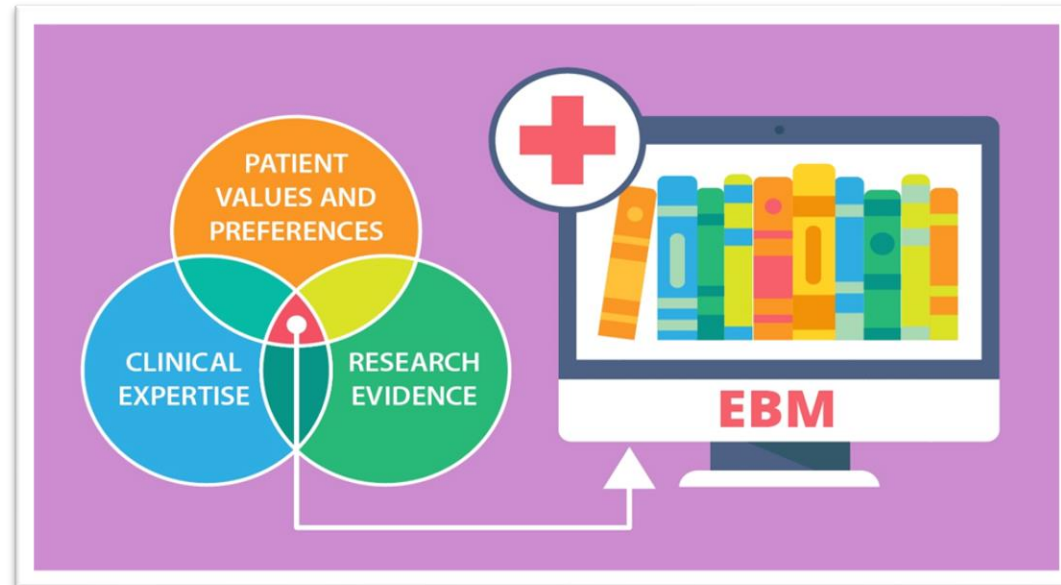 PATIENT
VALUES AND
PREFERENCES
CLINICAL
EXPERTISE
RESEARCH
EVIDENCE
EBM